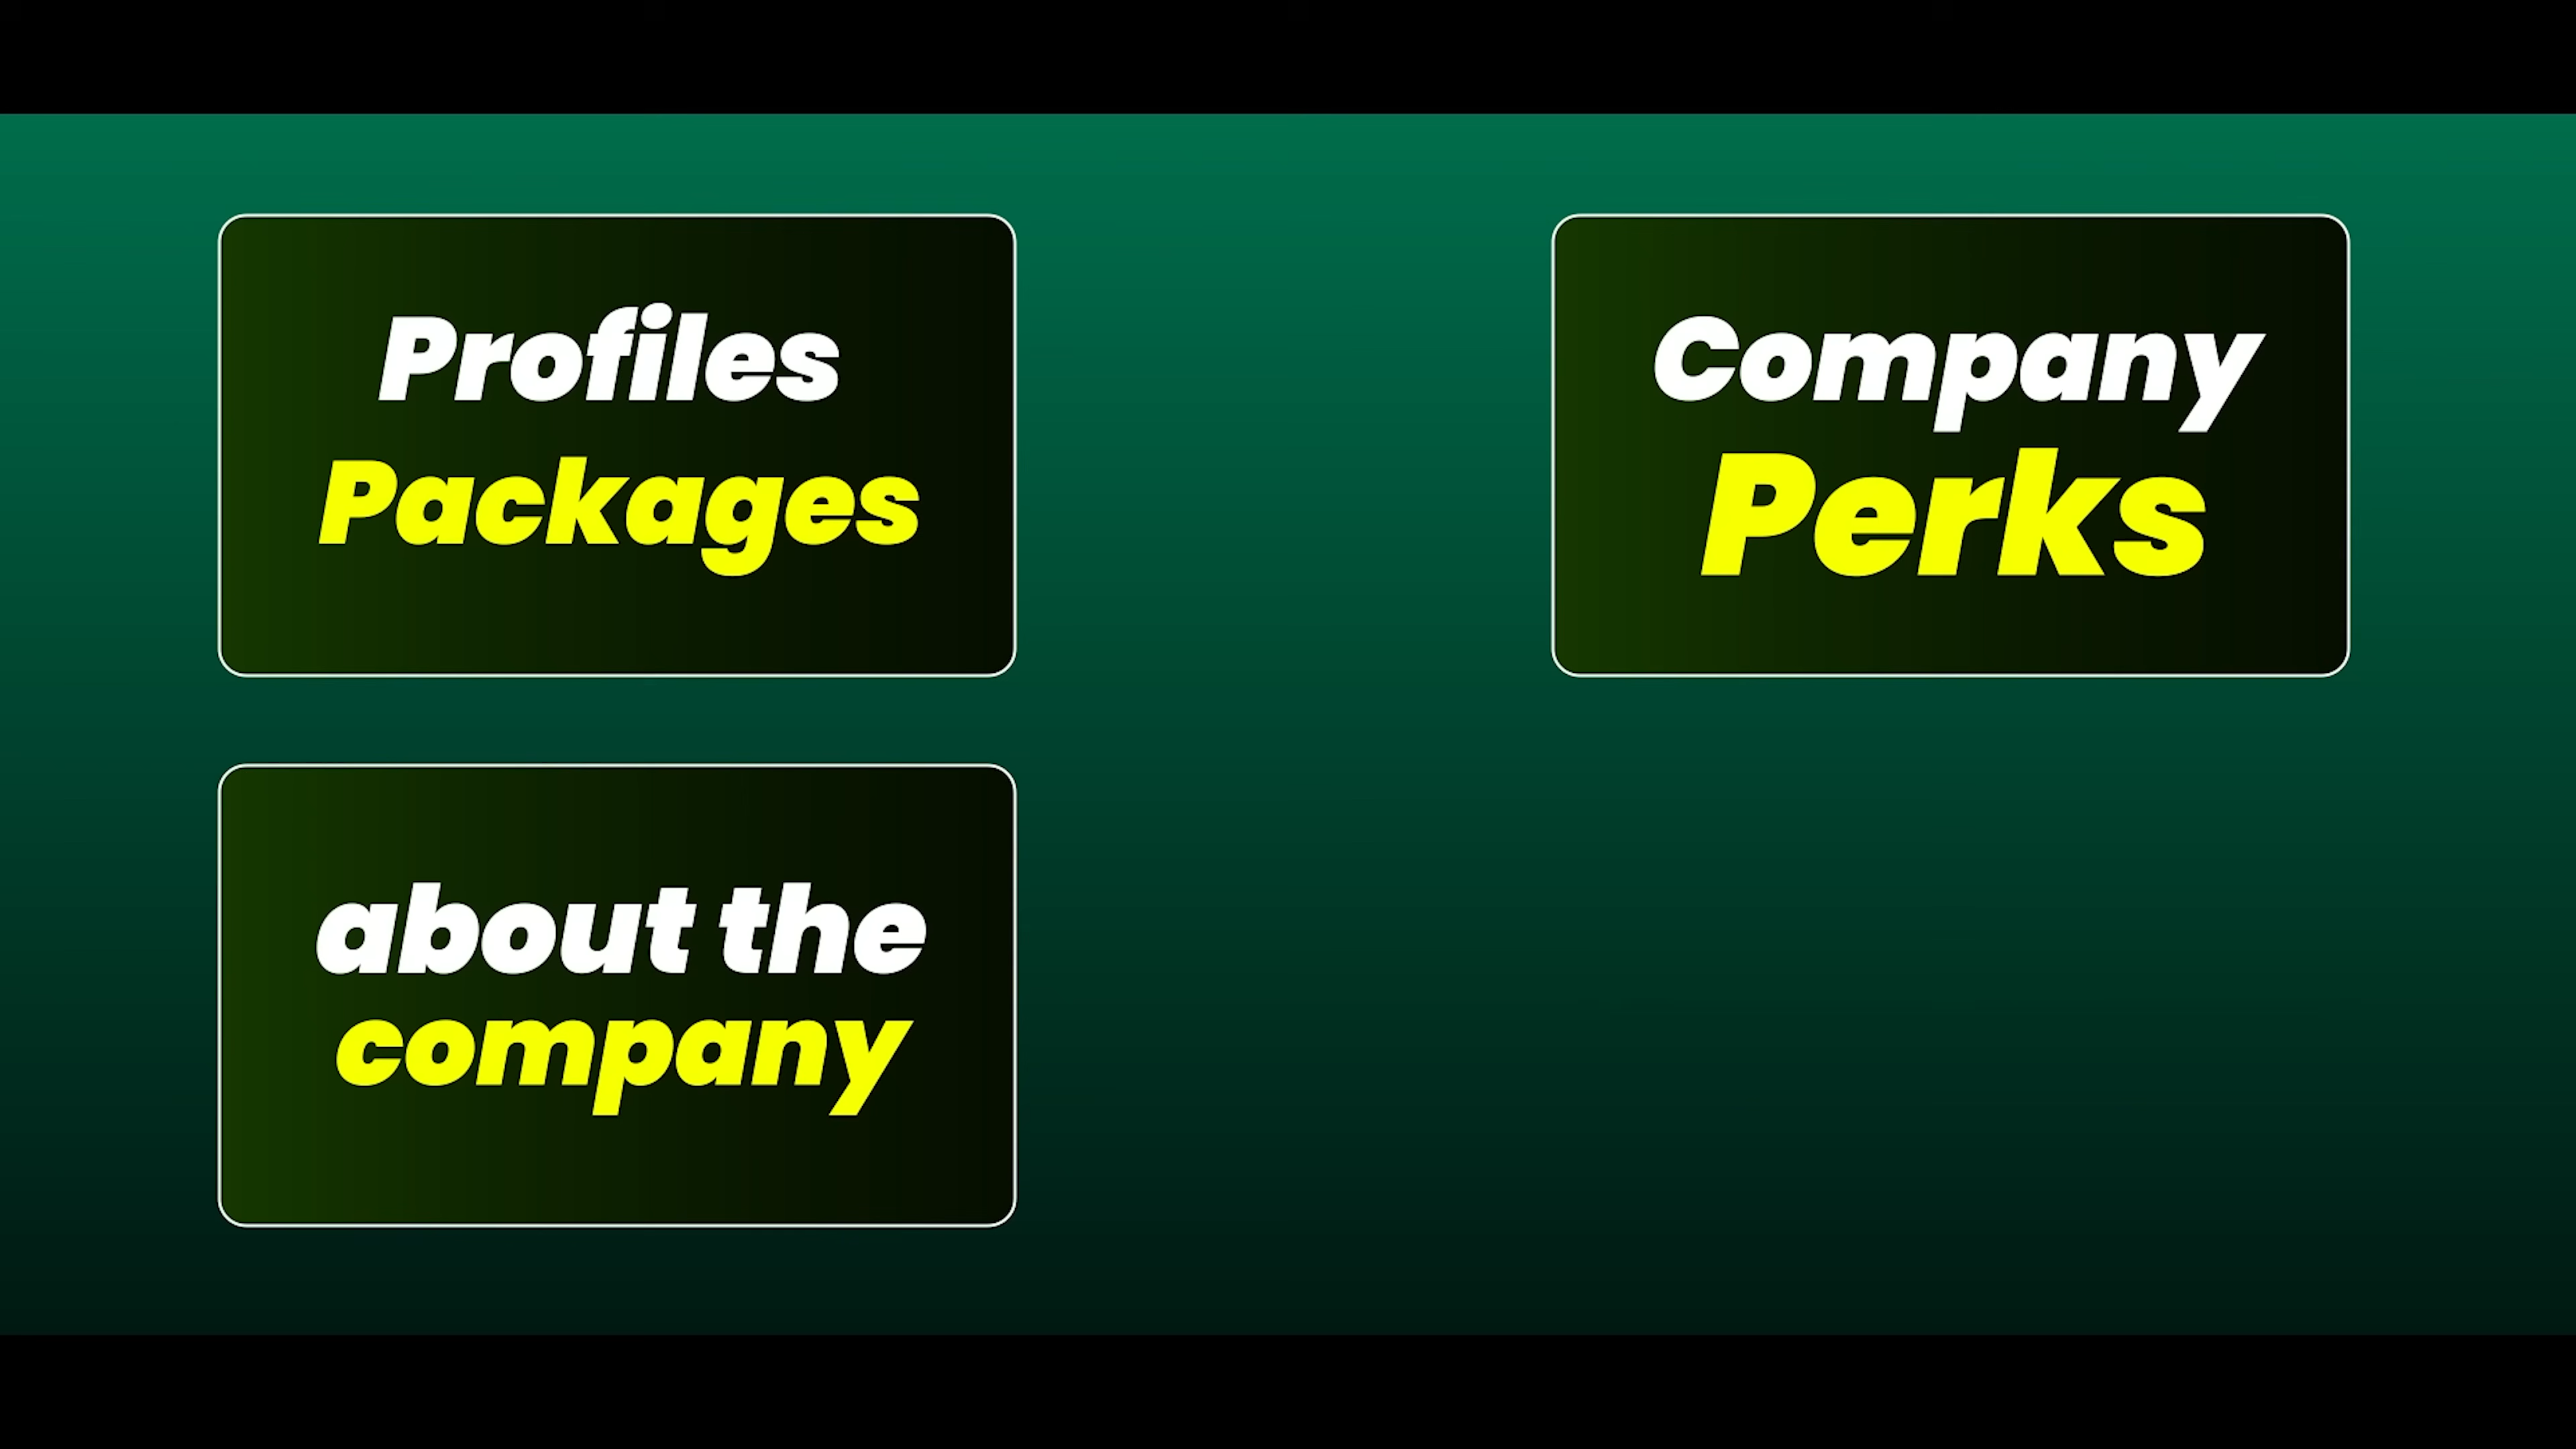 Profiles
Packages
Company
Perks
about the
company